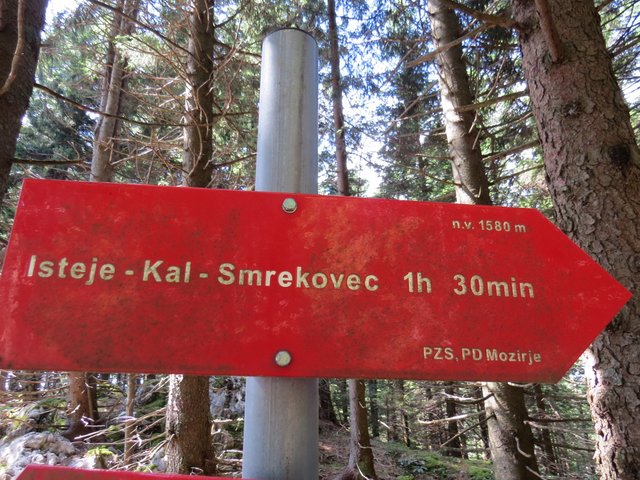 n.v. 1580 m
Isteje - Kal - Smrekovec 1h 30min
PZS, PD Mozirje